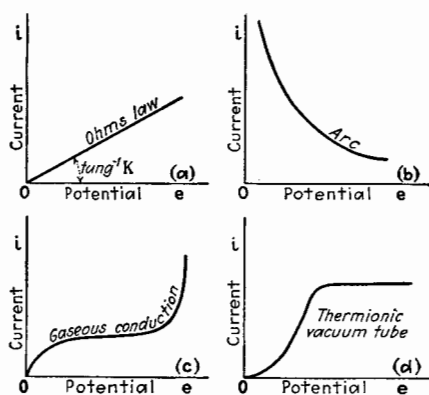 i
Current
Ohms law
tang⁻¹K
(a)
0 Potential e
i
Current
Arc
(b)
0 Potential e
i
Current
Gaseous conduction
(c)
0 Potential e
i
Current
Thermionic
vacuum tube
(d)
0 Potential e